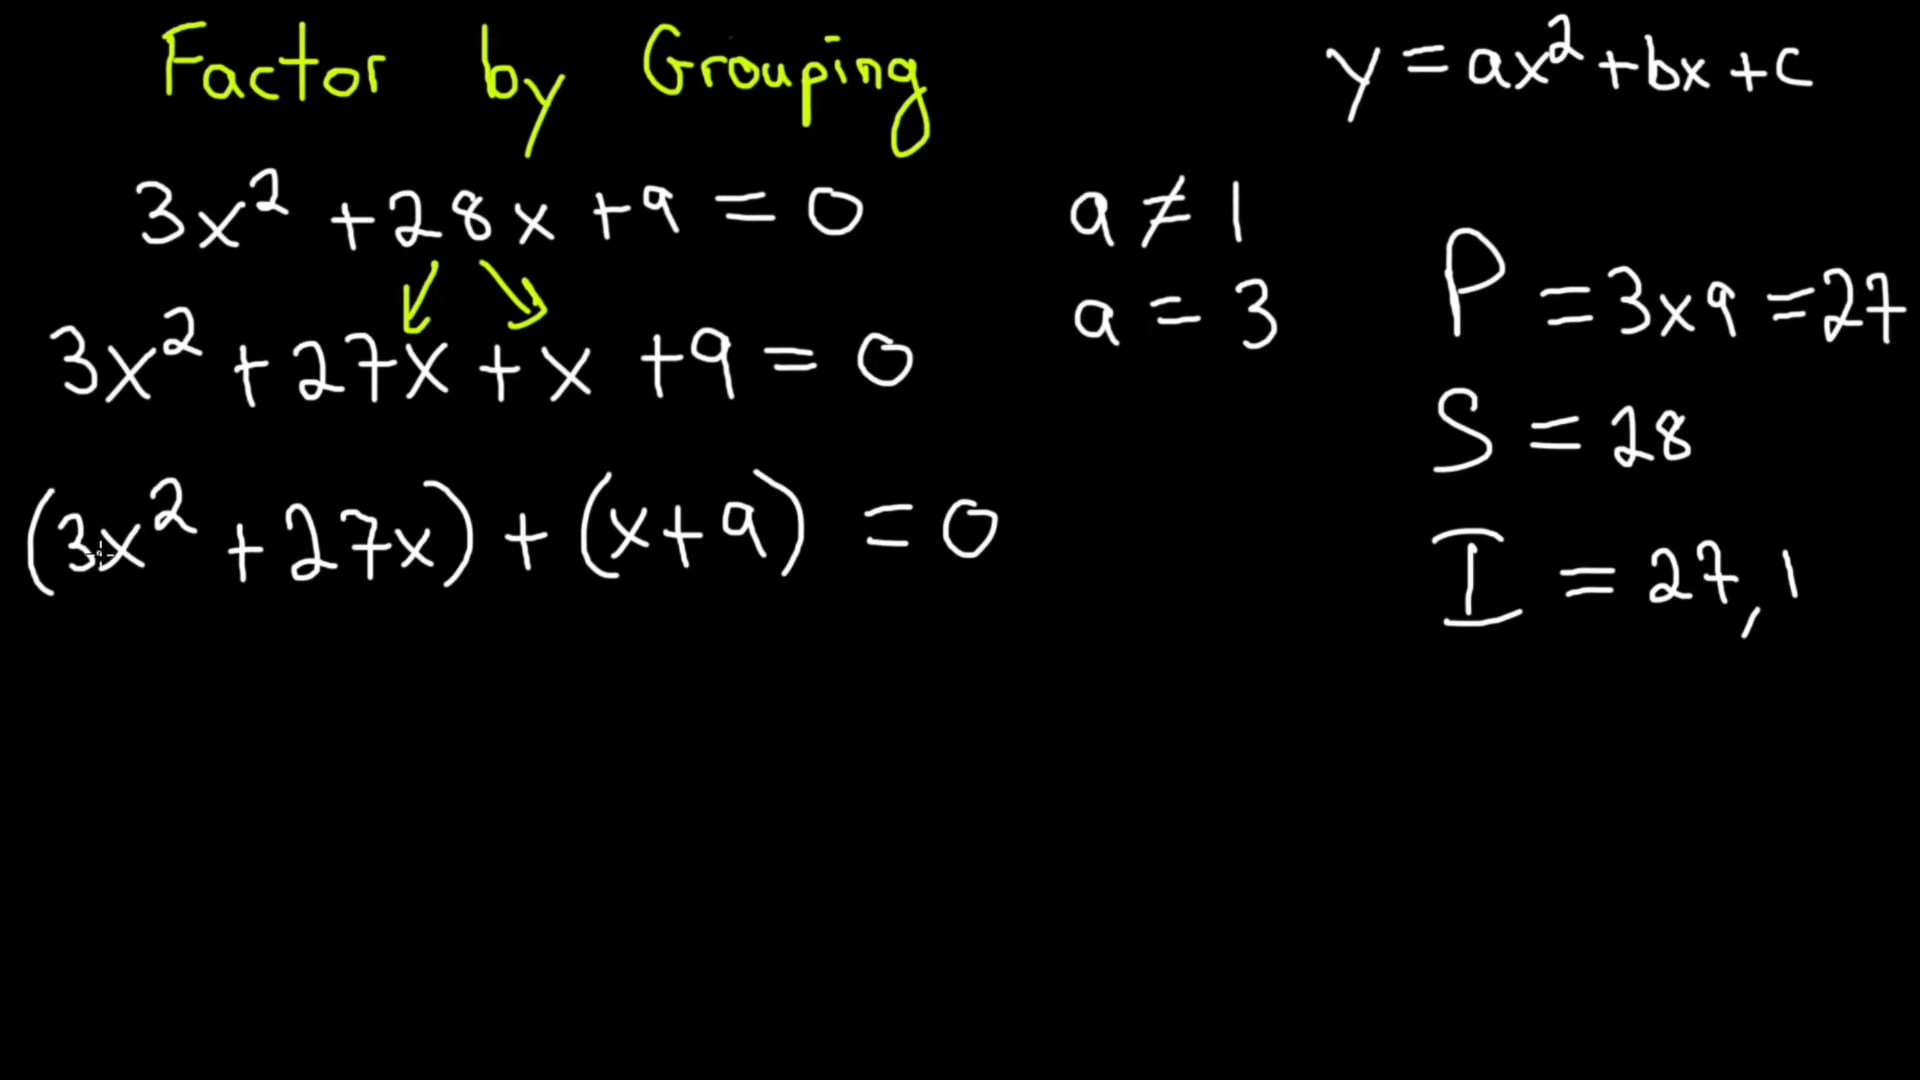 Factor by Grouping
y = ax² + bx + c
3x² + 28x + 9 = 0
a ≠ 1
a = 3
P = 3x9 = 27
3x² + 27x + x + 9 = 0
S = 28
(3x² + 27x) + (x + 9) = 0
I = 27, 1